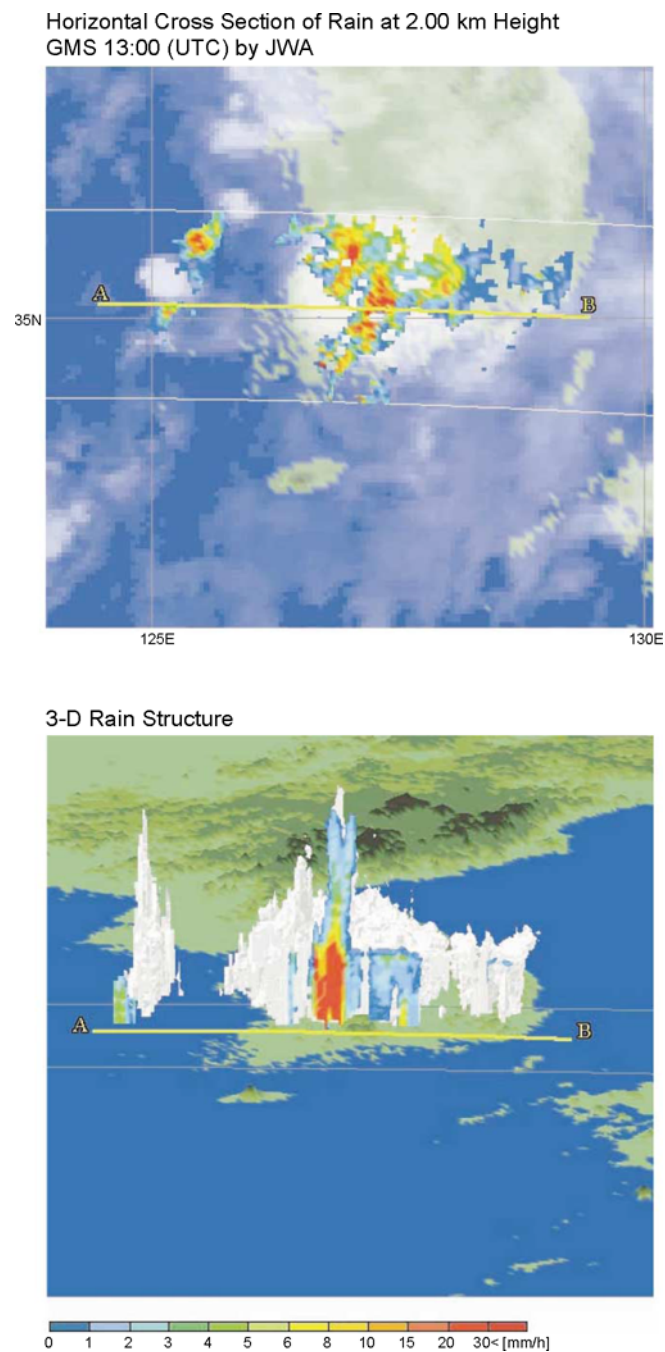 Horizontal Cross Section of Rain at 2.00 km Height
GMS 13:00 (UTC) by JWA
A
B
35N
125E 130E
3-D Rain Structure
A
B
0 1 2 3 4 5 6 8 10 15 20 30< [mm/h]